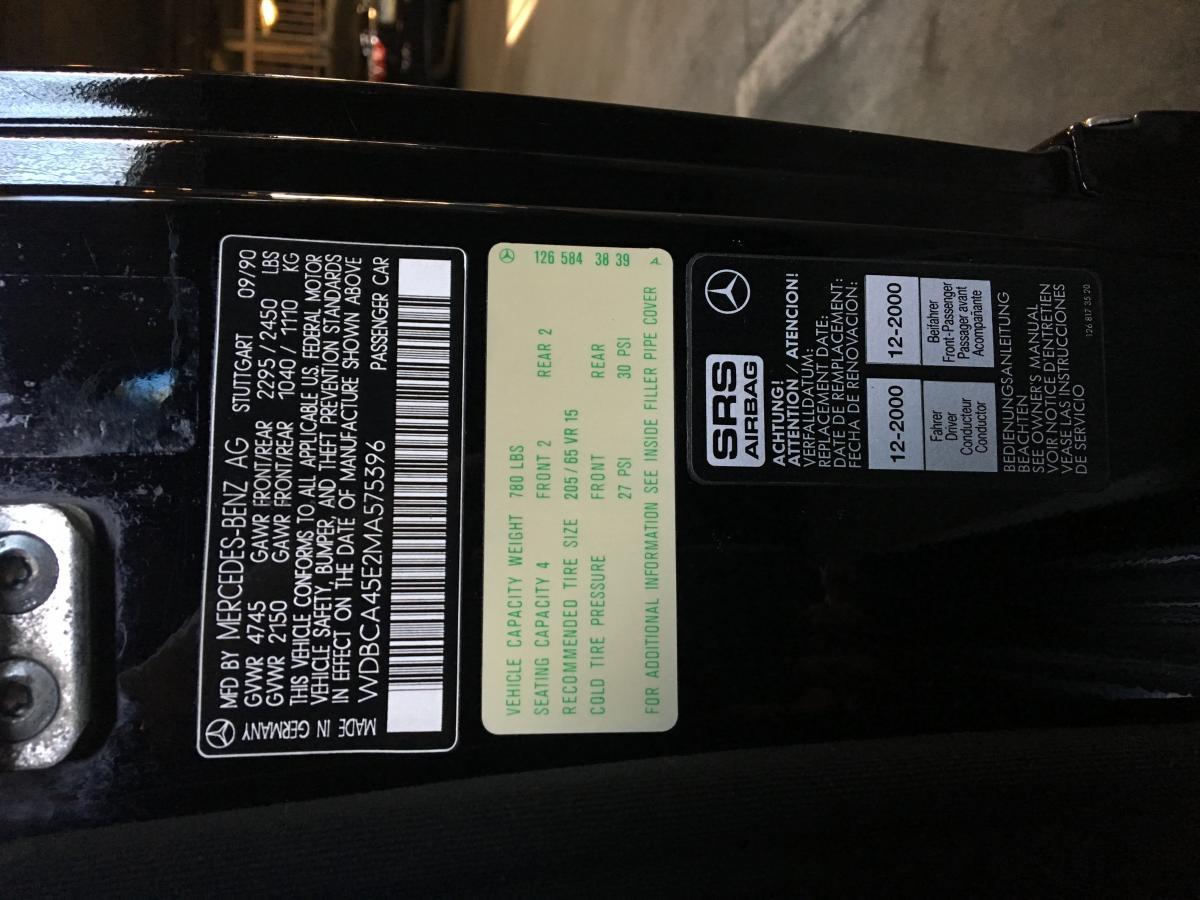 MFD BY MERCEDES-BENZ AG STUTTGART 09/90
GVWR 4745 GAWR FRONT/REAR 2295/2450 LBS
GVWR 2150 GAWR FRONT/REAR 1040/1110 KG
THIS VEHICLE CONFORMS TO ALL APPLICABLE U.S. FEDERAL MOTOR
VEHICLE SAFETY, BUMPER, AND THEFT PREVENTION STANDARDS
IN EFFECT ON THE DATE OF MANUFACTURE SHOWN ABOVE
WDBCA45E2MA575396 PASSENGER CAR
MADE IN
GERMANY
126 584 38 39 A
VEHICLE CAPACITY WEIGHT 780 LBS
SEATING CAPACITY 4 FRONT 2 REAR 2
RECOMMENDED TIRE SIZE 205/65 VR 15
COLD TIRE PRESSURE FRONT REAR
27 PSI 30 PSI
FOR ADDITIONAL INFORMATION SEE INSIDE FILLER PIPE COVER
SRS
AIRBAG
ACHTUNG!
ATTENTION / ATENCION!
VERFALLDATUM:
REPLACEMENT DATE:
DATE DE REMPLACEMENT:
FECHA DE RENOVACION:
12-2000 12-2000
Fahrer
Driver
Conducteur
Conductor
Beifahrer
Front-Passenger
Passager avant
Acompañante
BEDIENUNGSANLEITUNG
BEACHTEN
SEE OWNER'S MANUAL
VOIR NOTICE D'ENTRETIEN
VEASE LAS INSTRUCCIONES
DE SERVICIO
126 817 35 20